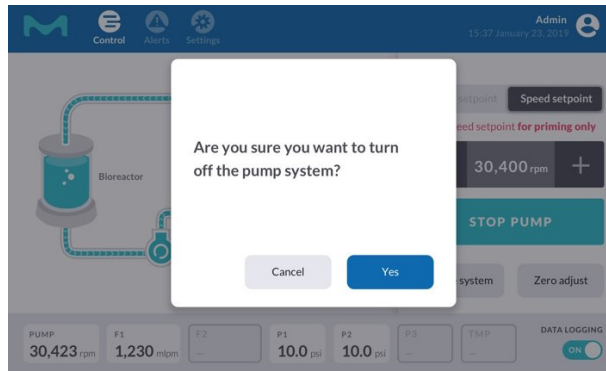 Admin
15:37 January 23, 2019
Control
Alerts
Settings
setpoint
Speed setpoint
eed setpoint for priming only
Bioreactor
Are you sure you want to turn
off the pump system?
30,400 rpm +
STOP PUMP
Cancel
Yes
system
Zero adjust
PUMP
30,423 rpm
F1
1,230 mlpm
F2
--
P1
10.0 psi
P2
10.0 psi
P3
--
TMP
--
DATA LOGGING
ON